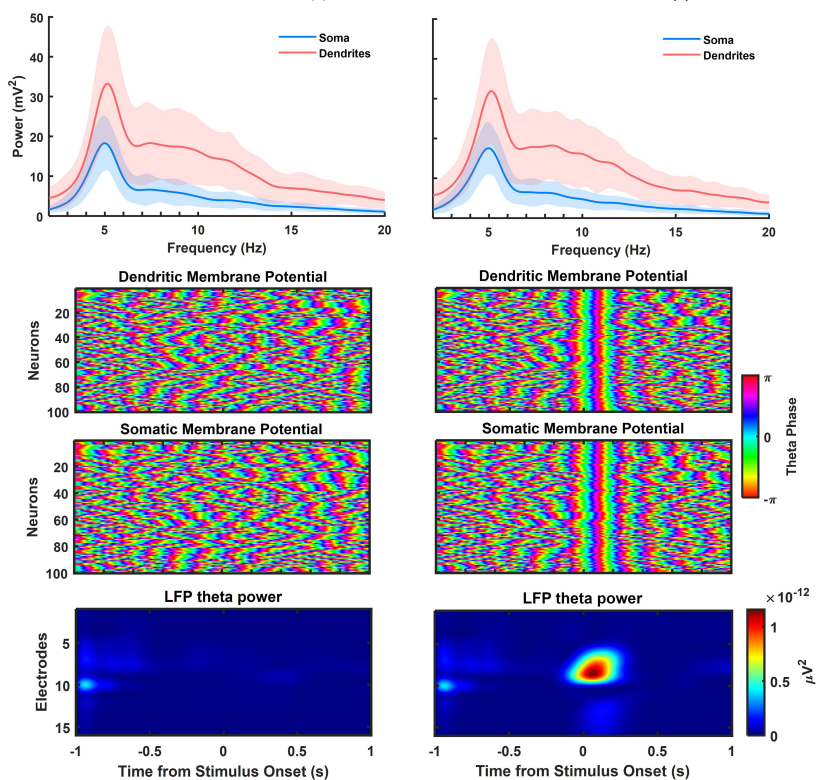 50
40
30
20
10
0
Power (mV²)
Soma
Dendrites
5
10
15
20
Frequency (Hz)
Soma
Dendrites
5
10
15
20
Frequency (Hz)
Dendritic Membrane Potential
20
40
60
80
100
Neurons
Dendritic Membrane Potential
Somatic Membrane Potential
20
40
60
80
100
Neurons
Somatic Membrane Potential
π
0
-π
Theta Phase
LFP theta power
5
10
15
Electrodes
-1
-0.5
0
0.5
1
Time from Stimulus Onset (s)
LFP theta power
-1
-0.5
0
0.5
1
Time from Stimulus Onset (s)
×10⁻¹²
1
0.5
0
μV²